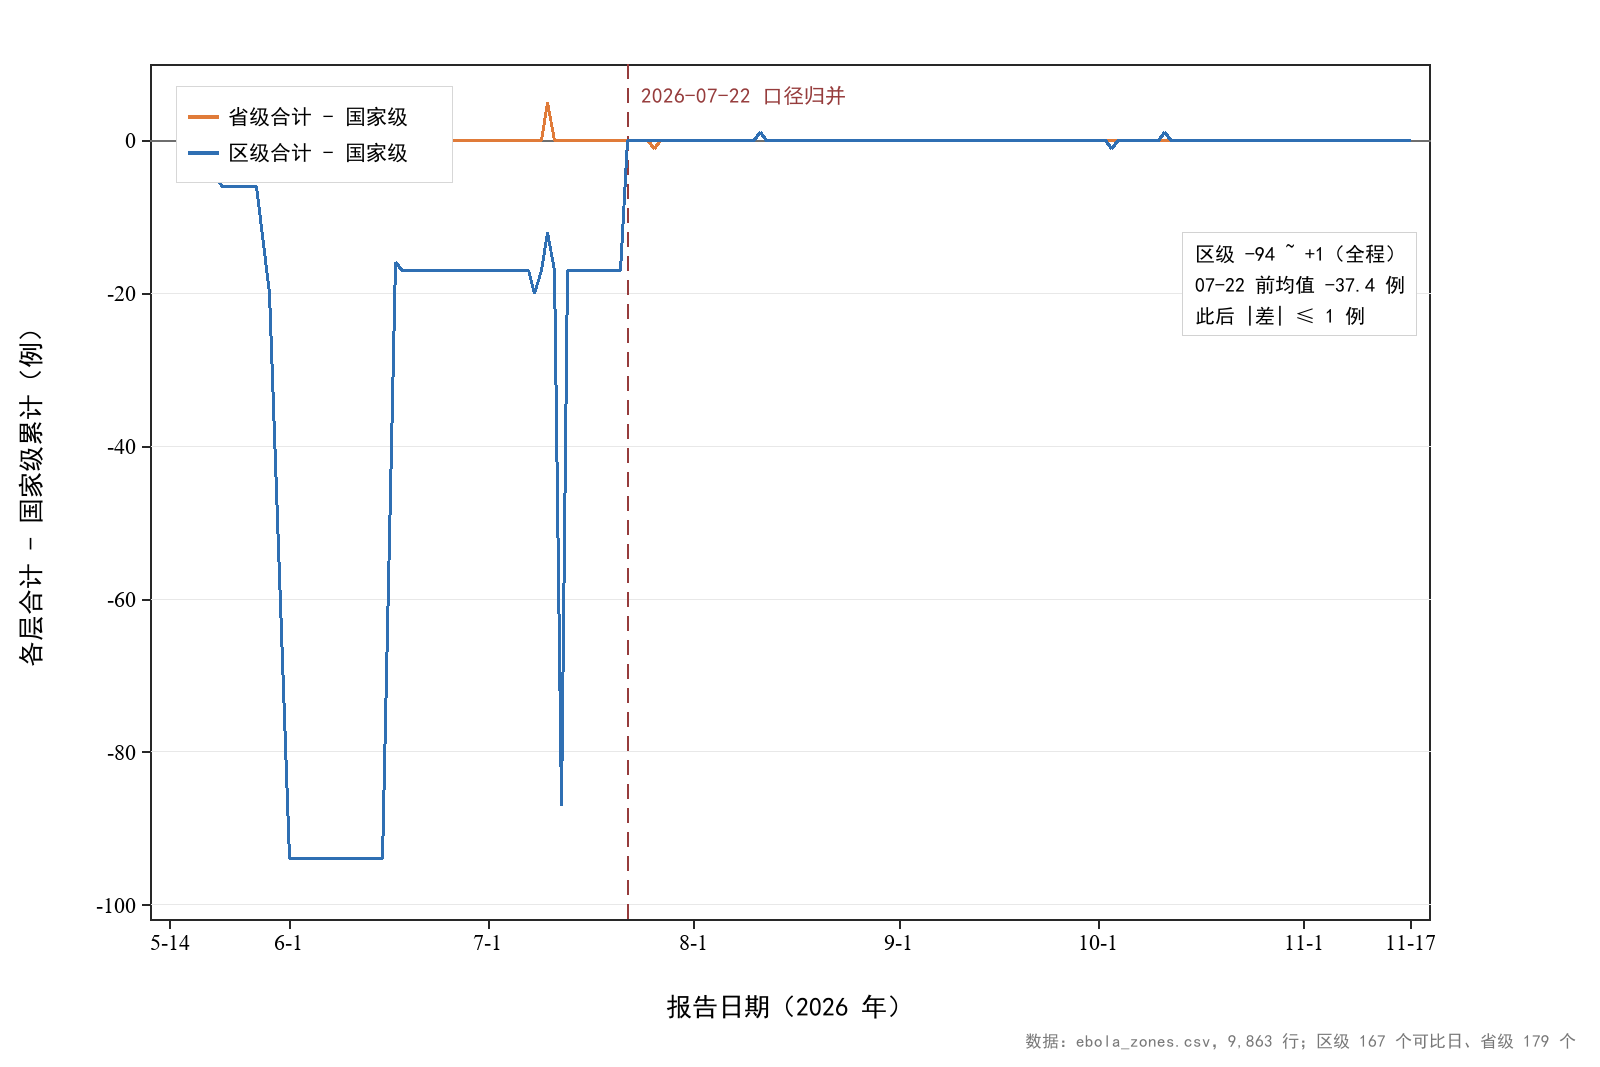 省级合计 - 国家级
区级合计 - 国家级
2026-07-22 口径归并
区级 -94 ~ +1（全程）
07-22 前均值 -37.4 例
此后 |差| ≤ 1 例
各层合计 - 国家级累计（例）
0
-20
-40
-60
-80
-100
5-14
6-1
7-1
8-1
9-1
10-1
11-1
11-17
报告日期（2026 年）
数据: ebola_zones.csv, 9,863 行; 区级 167 个可比日、省级 179 个